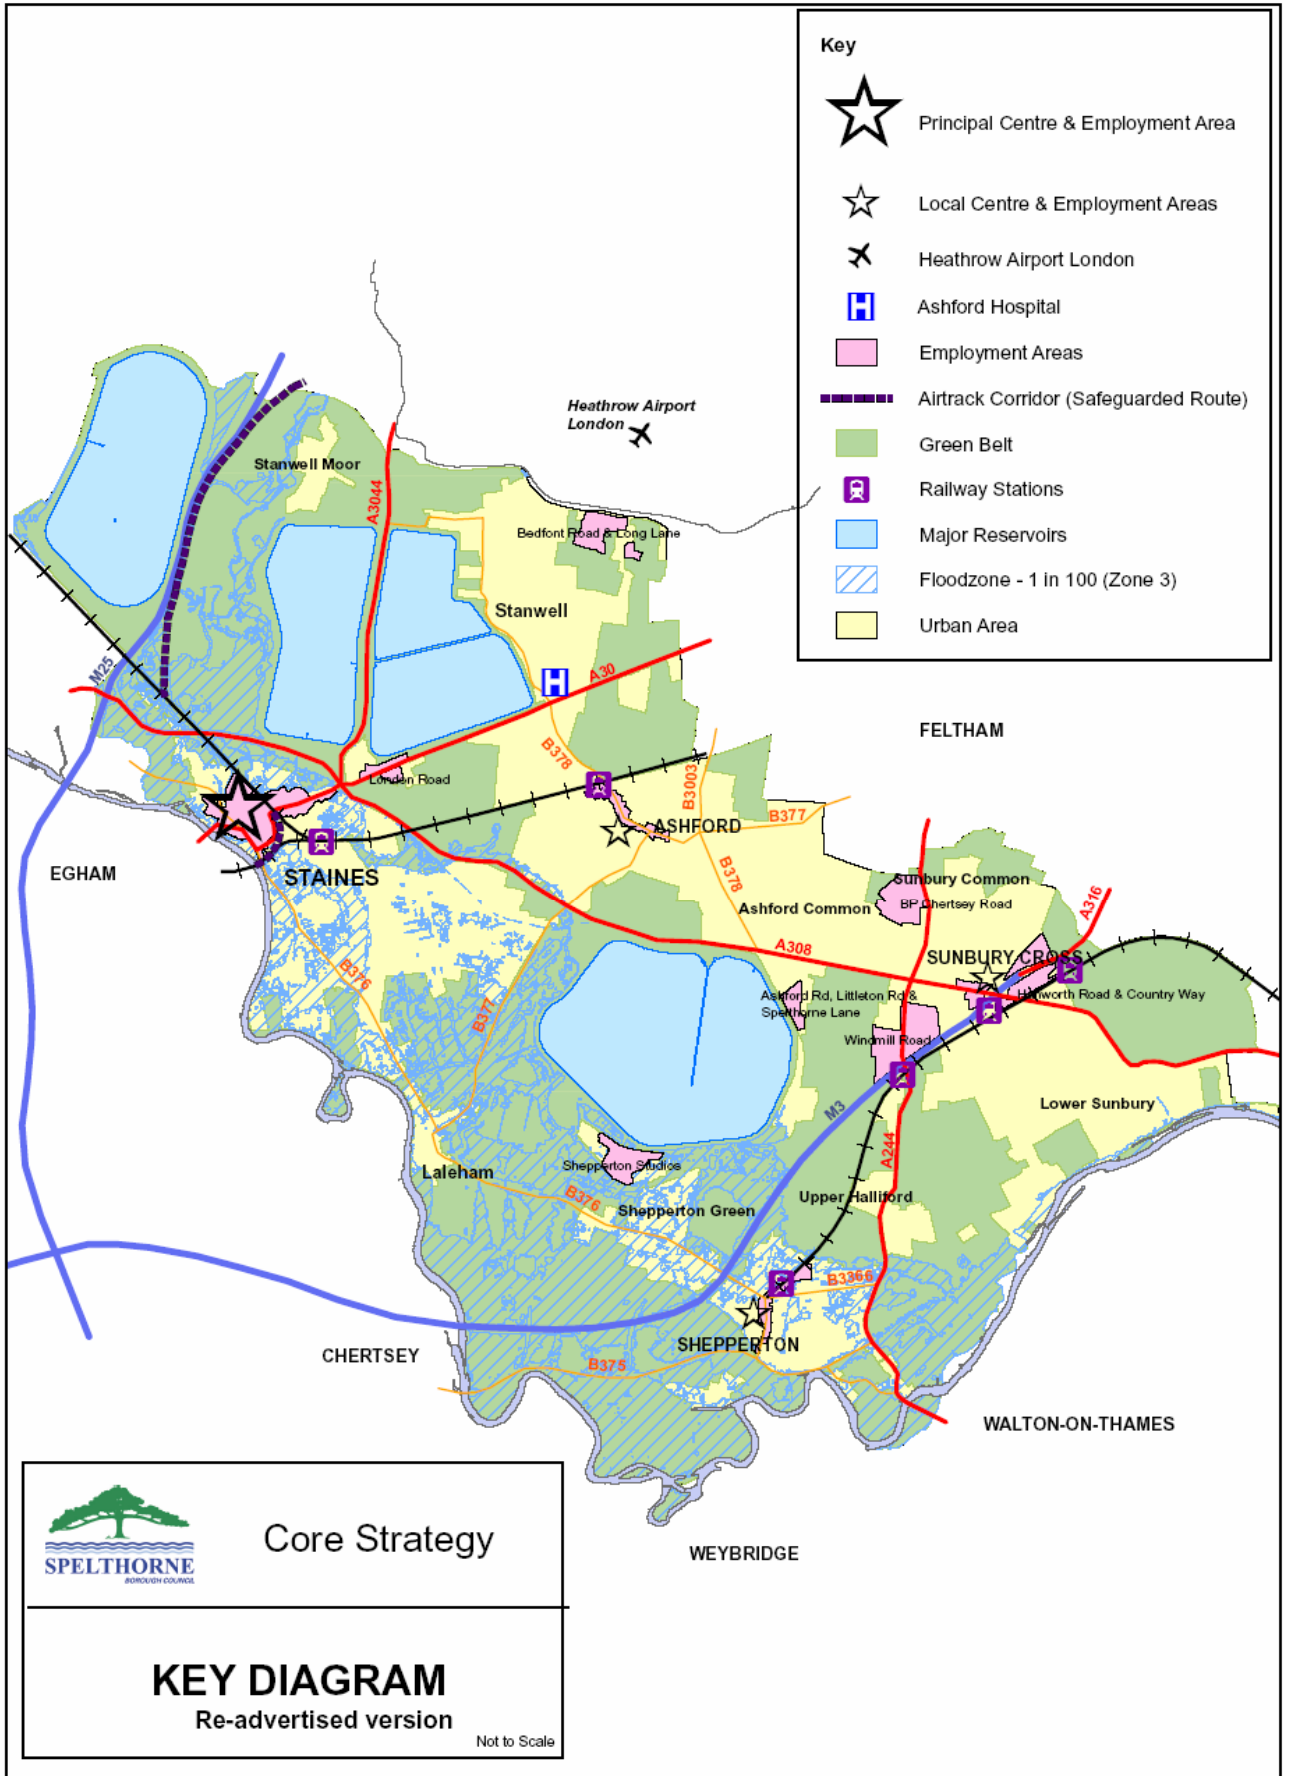 Key
Principal Centre & Employment Area
Local Centre & Employment Areas
Heathrow Airport London
Ashford Hospital
Employment Areas
Airtrack Corridor (Safeguarded Route)
Green Belt
Railway Stations
Major Reservoirs
Floodzone - 1 in 100 (Zone 3)
Urban Area
Heathrow Airport
London
Stanwell Moor
A3044
Bedfont Road & Long Lane
Stanwell
M25
A30
FELTHAM
B378
London Road
B3003
B377
ASHFORD
EGHAM
STAINES
B378
Sunbury Common
BP Chertsey Road
A316
Ashford Common
A308
SUNBURY CROSS
B376
B377
Ashford Rd, Littleton Rd &
Spelthorne Lane
Hanworth Road & Country Way
Windmill Road
M3
Lower Sunbury
A244
Laleham
Shepperton Studios
B376
Shepperton Green
Upper Halliford
B3366
SHEPPERTON
CHERTSEY
B375
WALTON-ON-THAMES
WEYBRIDGE
SPELTHORNE
BOROUGH COUNCIL
Core Strategy
KEY DIAGRAM
Re-advertised version
Not to Scale